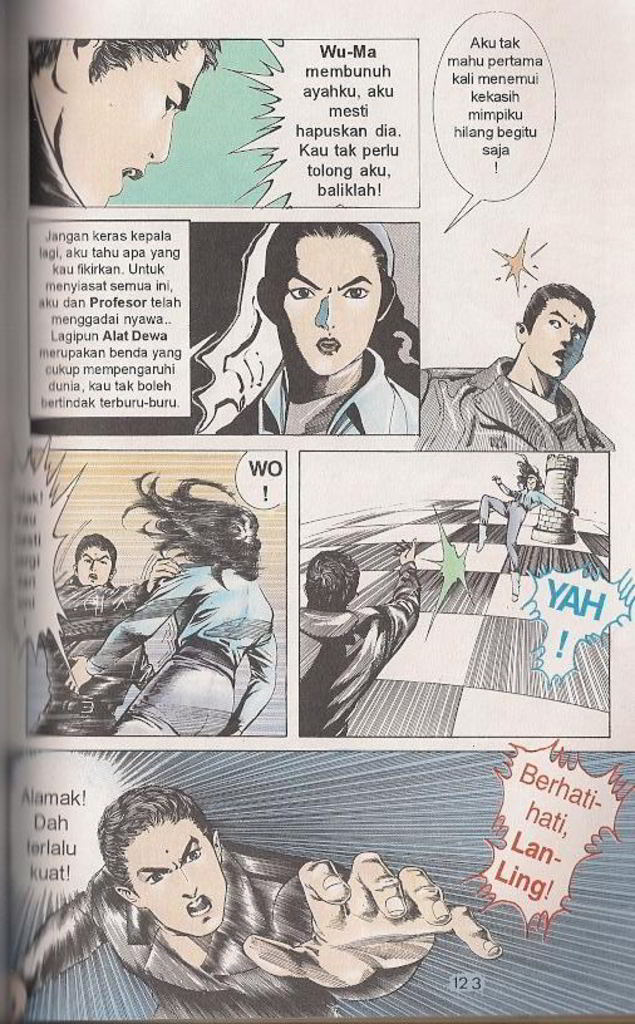 Wu-Ma
membunuh
ayahku, aku
mesti
hapuskan dia.
Kau tak perlu
tolong aku,
baliklah!
Aku tak
mahu pertama
kali menemui
kekasih
mimpiku
hilang begitu
saja
!
Jangan keras kepala
lagi, aku tahu apa yang
kau fikirkan. Untuk
menyiasat semua ini,
aku dan Profesor telah
menggadai nyawa..
Lagipun Alat Dewa
merupakan benda yang
cukup mempengaruhi
dunia, kau tak boleh
bertindak terburu-buru.
WO
!
YAH
!
Alamak!
Dah
terlalu
kuat!
Berhati-
hati,
Lan-
Ling!
123